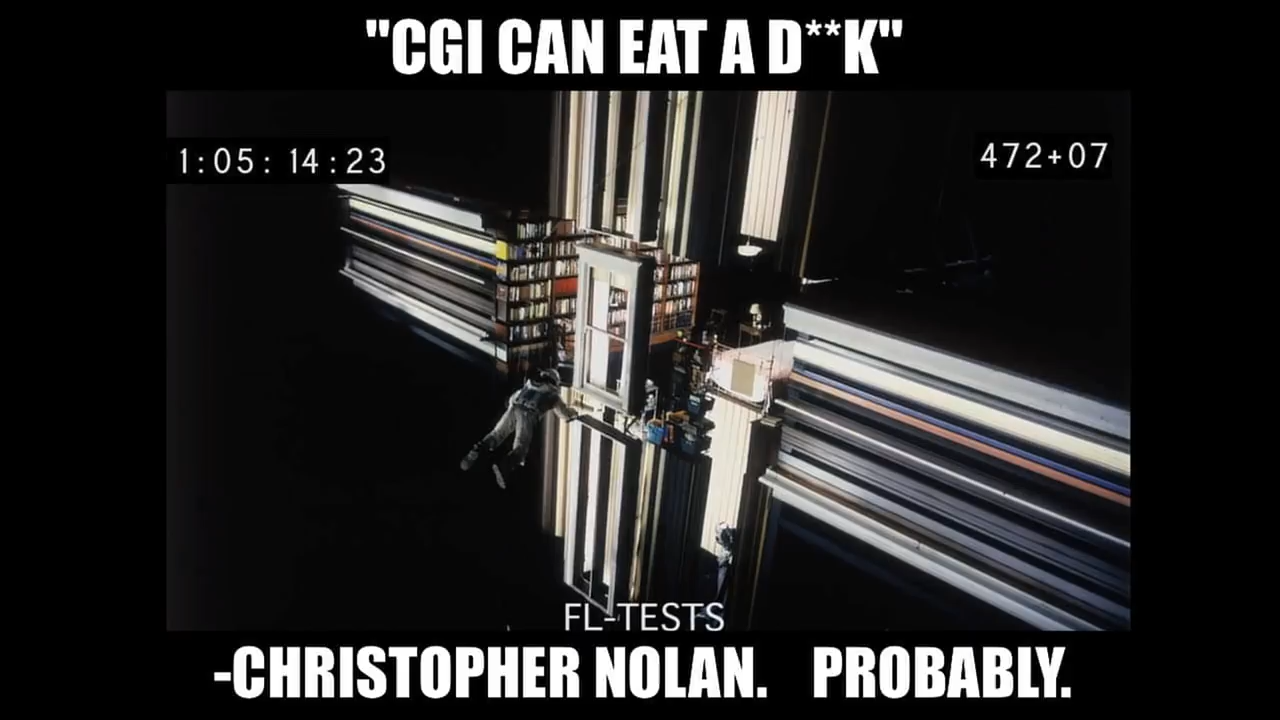 "CGI CAN EAT A D**K"
1:05:14:23
472+07
FL-TESTS
-CHRISTOPHER NOLAN. PROBABLY.